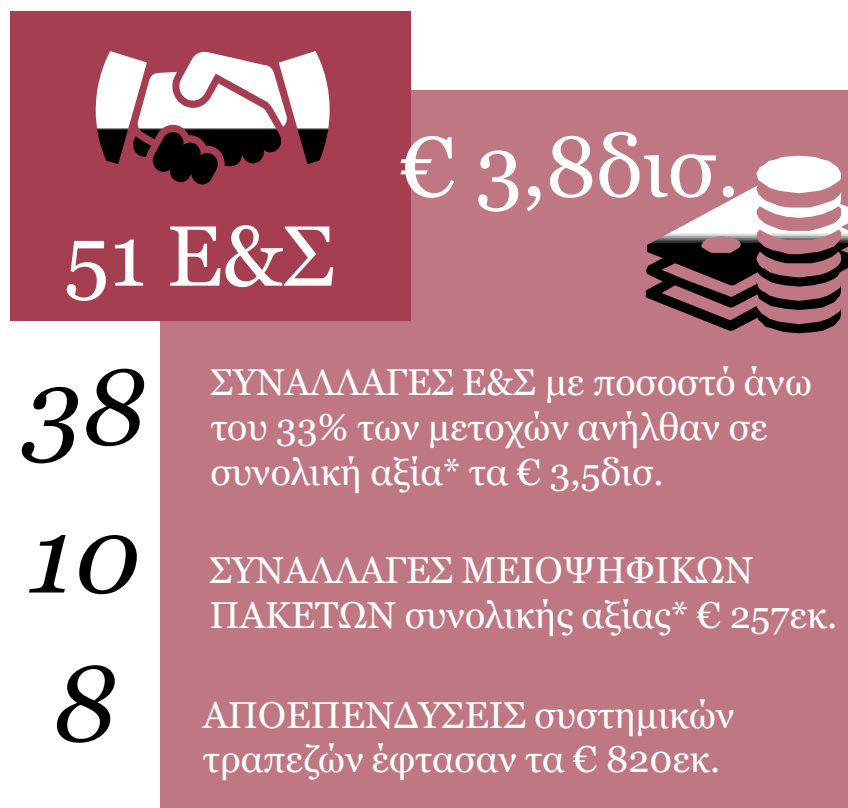 51 Ε&Σ
€ 3,8δισ.
38
ΣΥΝΑΛΛΑΓΕΣ Ε&Σ με ποσοστό άνω
του 33% των μετοχών ανήλθαν σε
συνολική αξία* τα € 3,5δισ.
10
ΣΥΝΑΛΛΑΓΕΣ ΜΕΙΟΨΗΦΙΚΩΝ
ΠΑΚΕΤΩΝ συνολικής αξίας* € 257εκ.
8
ΑΠΟΕΠΕΝΔΥΣΕΙΣ συστημικών
τραπεζών έφτασαν τα € 820εκ.